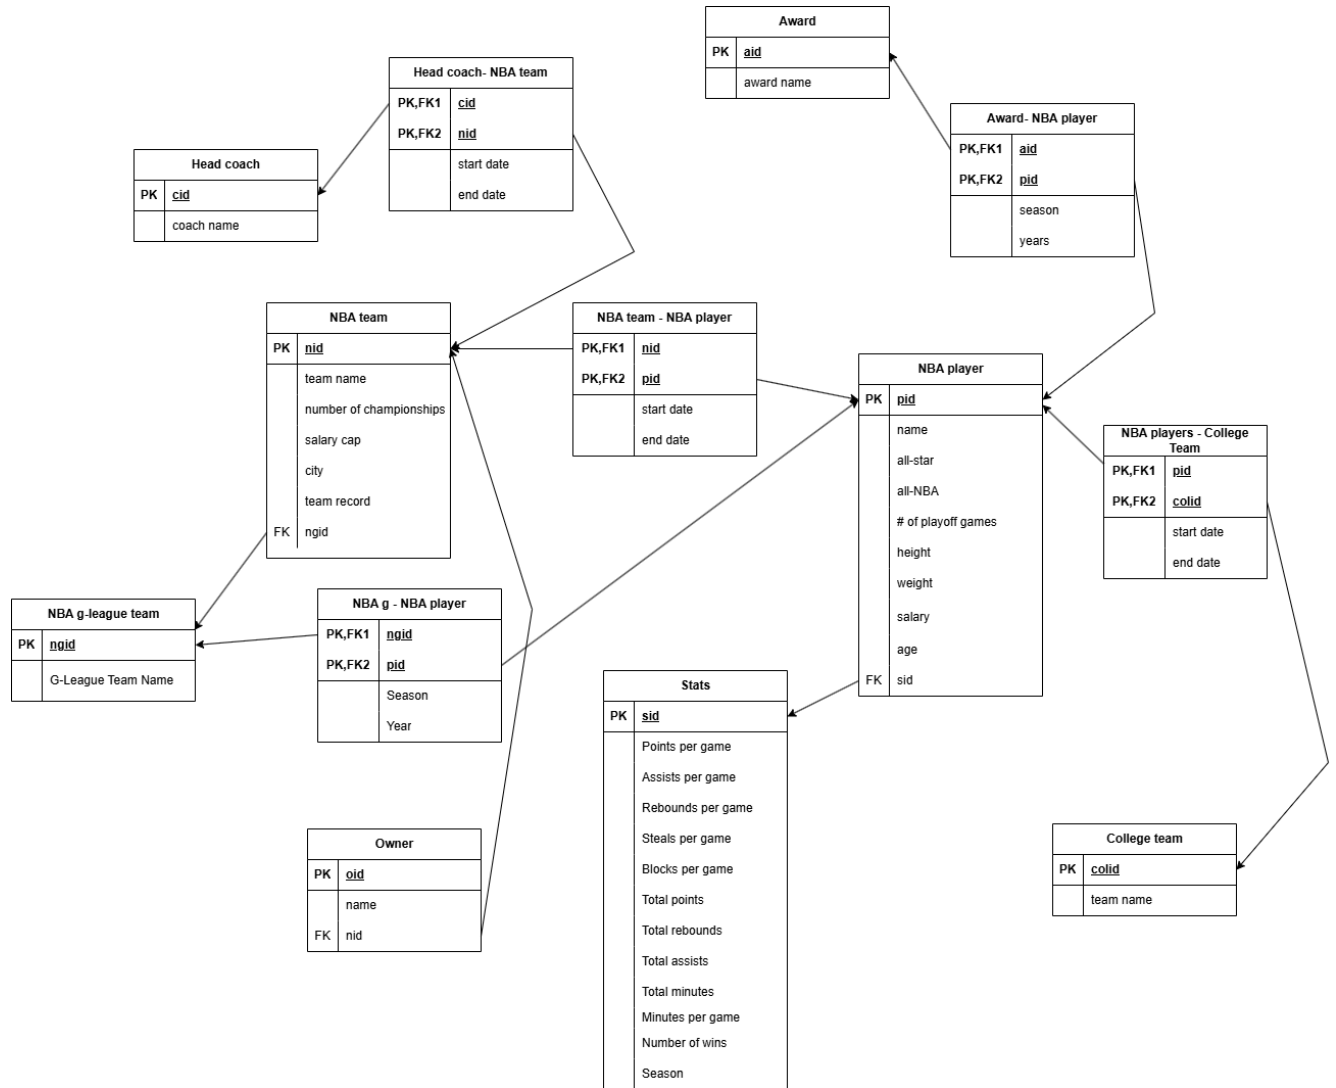 Award
PK aid
award name
Head coach- NBA team
PK,FK1 cid
PK,FK2 nid
start date
end date
Award- NBA player
PK,FK1 aid
PK,FK2 pid
season
years
Head coach
PK cid
coach name
NBA team
PK nid
team name
number of championships
salary cap
city
team record
FK ngid
NBA team - NBA player
PK,FK1 nid
PK,FK2 pid
start date
end date
NBA player
PK pid
name
all-star
all-NBA
# of playoff games
height
weight
salary
age
FK sid
NBA players - College
Team
PK,FK1 pid
PK,FK2 colid
start date
end date
NBA g-league team
PK ngid
G-League Team Name
NBA g - NBA player
PK,FK1 ngid
PK,FK2 pid
Season
Year
Stats
PK sid
Points per game
Assists per game
Rebounds per game
Steals per game
Blocks per game
Total points
Total rebounds
Total assists
Total minutes
Minutes per game
Number of wins
Season
Owner
PK oid
name
FK nid
College team
PK colid
team name